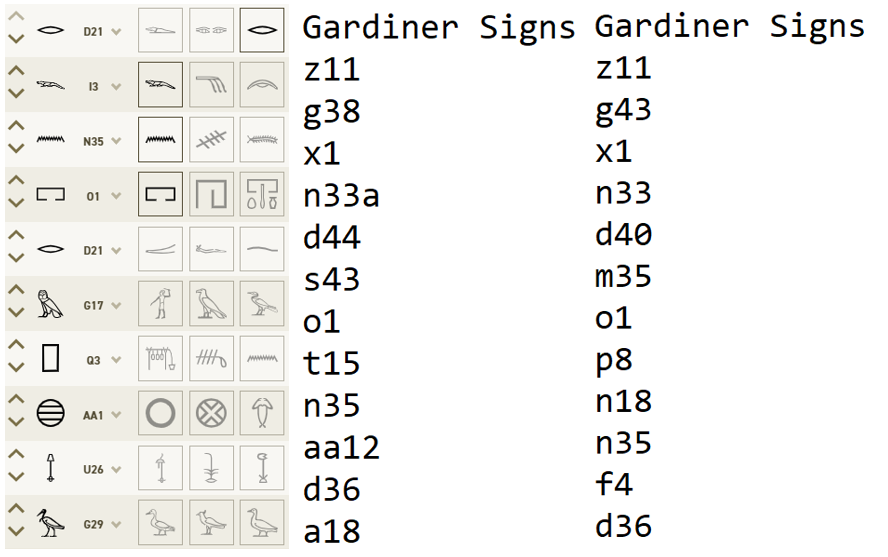 D21
I3
N35
O1
D21
G17
Q3
AA1
U26
G29
Gardiner Signs
z11
g38
x1
n33a
d44
s43
o1
t15
n35
aa12
d36
a18
Gardiner Signs
z11
g43
x1
n33
d40
m35
o1
p8
n18
n35
f4
d36